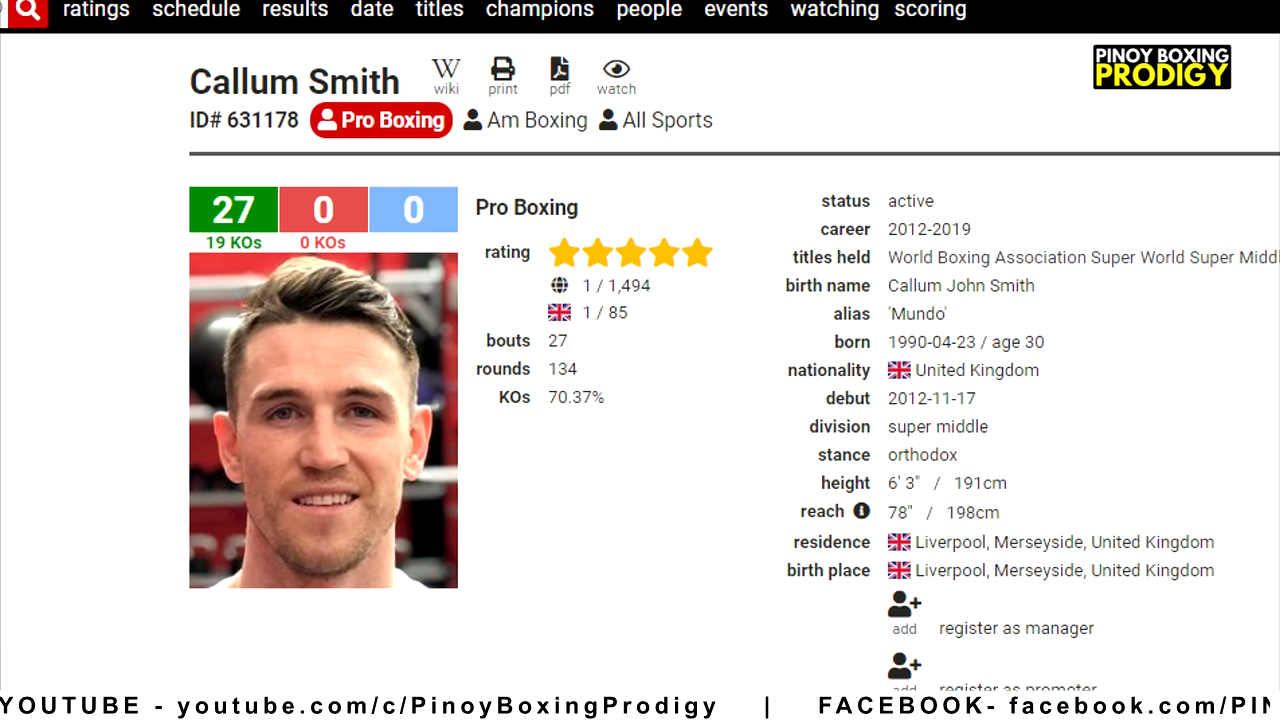 ratings schedule results date titles champions people events watching scoring
Callum Smith
wiki print pdf watch
PINOY BOXING
PRODIGY
ID# 631178 Pro Boxing Am Boxing All Sports
27 0 0
19 KOs 0 KOs
Pro Boxing
rating
1 / 1,494
1 / 85
bouts 27
rounds 134
KOs 70.37%
status active
career 2012-2019
titles held World Boxing Association Super World Super Middl
birth name Callum John Smith
alias 'Mundo'
born 1990-04-23 / age 30
nationality United Kingdom
debut 2012-11-17
division super middle
stance orthodox
height 6' 3" / 191cm
reach 78" / 198cm
residence Liverpool, Merseyside, United Kingdom
birth place Liverpool, Merseyside, United Kingdom
add register as manager
add register as promoter
YOUTUBE - youtube.com/c/PinoyBoxingProdigy | FACEBOOK- facebook.com/PIN